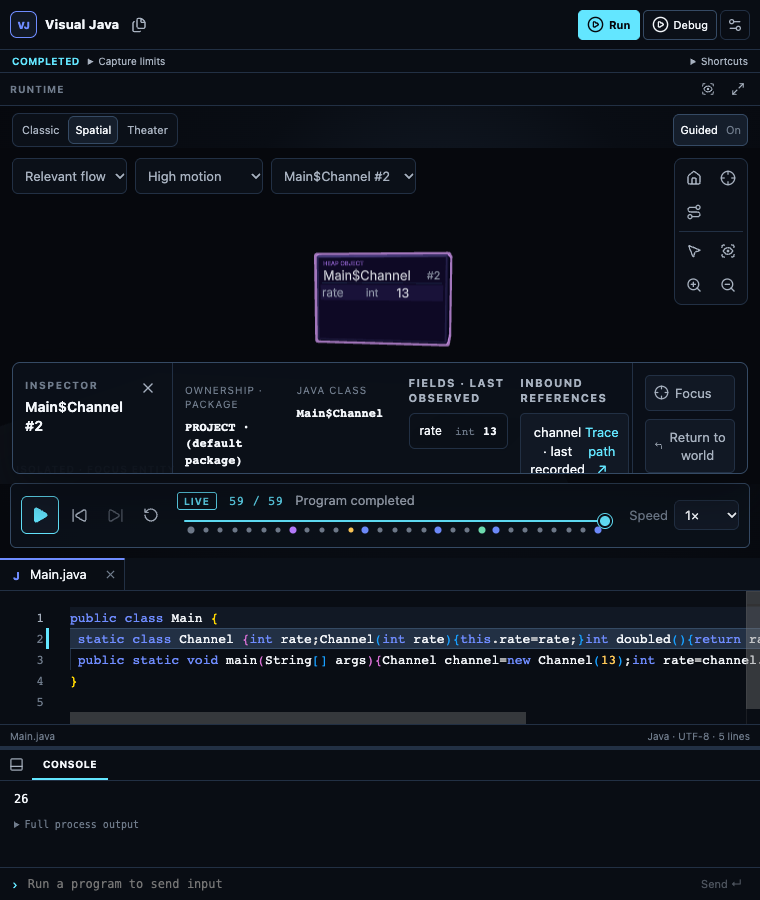 VJ Visual Java Run Debug
COMPLETED Capture limits Shortcuts
RUNTIME
Classic Spatial Theater Guided On
Relevant flow High motion Main$Channel #2
HEAP OBJECT
Main$Channel #2
rate int 13
INSPECTOR
Main$Channel #2
OWNERSHIP · PACKAGE
PROJECT · (default package)
JAVA CLASS
Main$Channel
FIELDS · LAST OBSERVED
rate int 13
INBOUND REFERENCES
channel · last recorded
Trace path ↗
Focus
Return to world
LIVE 59 / 59 Program completed
Speed 1×
J Main.java
1 public class Main {
2 static class Channel {int rate;Channel(int rate){this.rate=rate;}int doubled(){return ra
3 public static void main(String[] args){Channel channel=new Channel(13);int rate=channel.
4 }
5
Main.java Java · UTF-8 · 5 lines
CONSOLE
26
Full process output
› Run a program to send input Send ↵